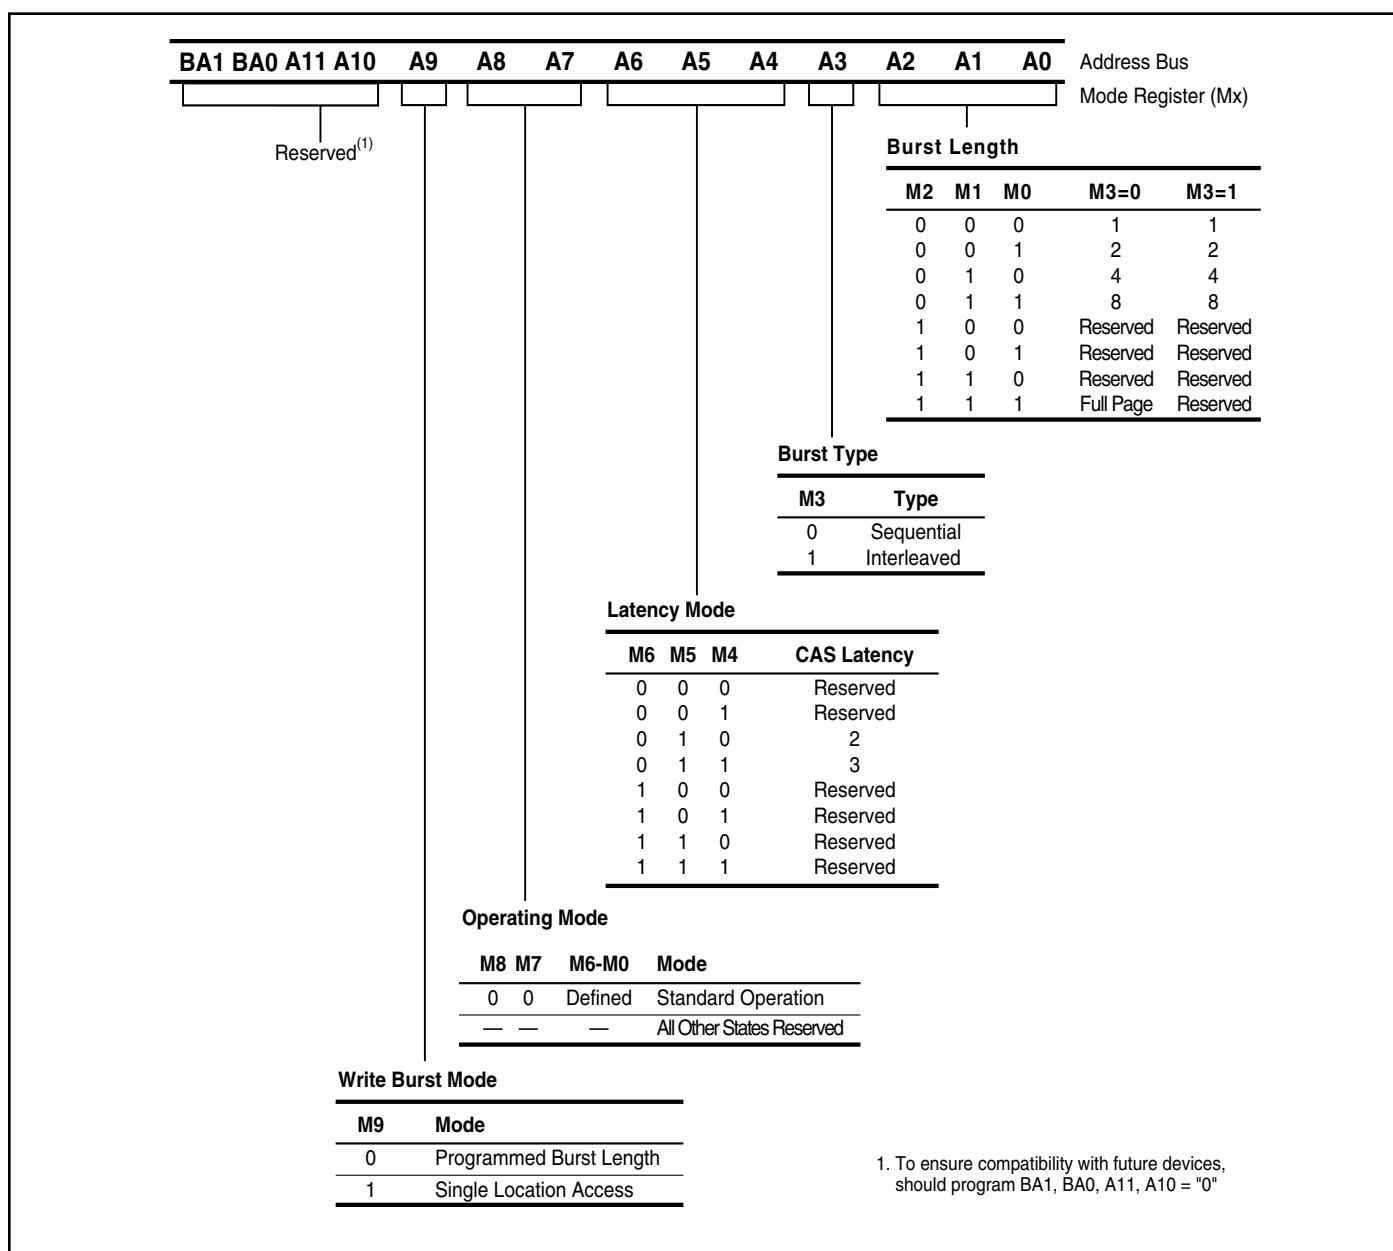 BA1 BA0 A11 A10 A9 A8 A7 A6 A5 A4 A3 A2 A1 A0 Address Bus
Mode Register (Mx)
Reserved(1)
Burst Length
M2 M1 M0 M3=0 M3=1
0 0 0 1 1
0 0 1 2 2
0 1 0 4 4
0 1 1 8 8
1 0 0 Reserved Reserved
1 0 1 Reserved Reserved
1 1 0 Reserved Reserved
1 1 1 Full Page Reserved
Burst Type
M3 Type
0 Sequential
1 Interleaved
Latency Mode
M6 M5 M4 CAS Latency
0 0 0 Reserved
0 0 1 Reserved
0 1 0 2
0 1 1 3
1 0 0 Reserved
1 0 1 Reserved
1 1 0 Reserved
1 1 1 Reserved
Operating Mode
M8 M7 M6-M0 Mode
0 0 Defined Standard Operation
— — — All Other States Reserved
Write Burst Mode
M9 Mode
0 Programmed Burst Length
1 Single Location Access
1. To ensure compatibility with future devices,
should program BA1, BA0, A11, A10 = "0"